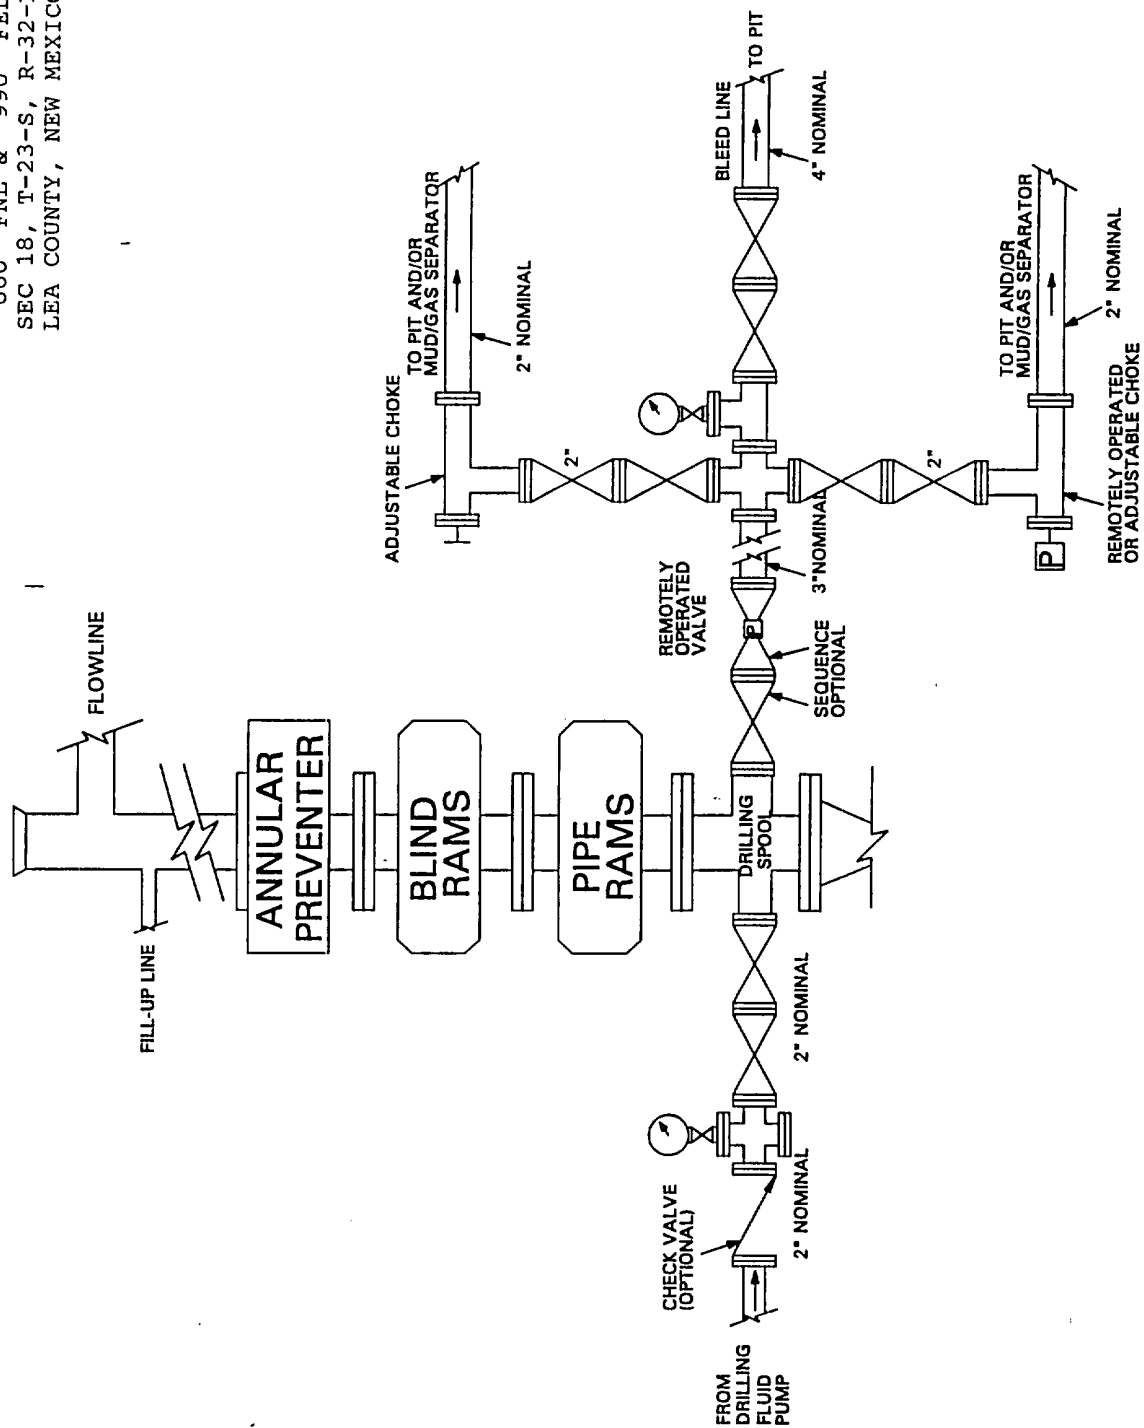 SEC 18, T-23-S, R-32-
LEA COUNTY, NEW MEXICO
FLOWLINE
FILL-UP LINE
ANNULAR
PREVENTER
BLIND
RAMS
PIPE
RAMS
DRILLING
SPOOL
ADJUSTABLE CHOKE
TO PIT AND/OR
MUD/GAS SEPARATOR
2" NOMINAL
2"
BLEED LINE
TO PIT
4" NOMINAL
REMOTELY
OPERATED
VALVE
P
3" NOMINAL
SEQUENCE
OPTIONAL
2"
TO PIT AND/OR
MUD/GAS SEPARATOR
2" NOMINAL
P
REMOTELY OPERATED
OR ADJUSTABLE CHOKE
2" NOMINAL
CHECK VALVE
(OPTIONAL)
2" NOMINAL
FROM
DRILLING
FLUID
PUMP